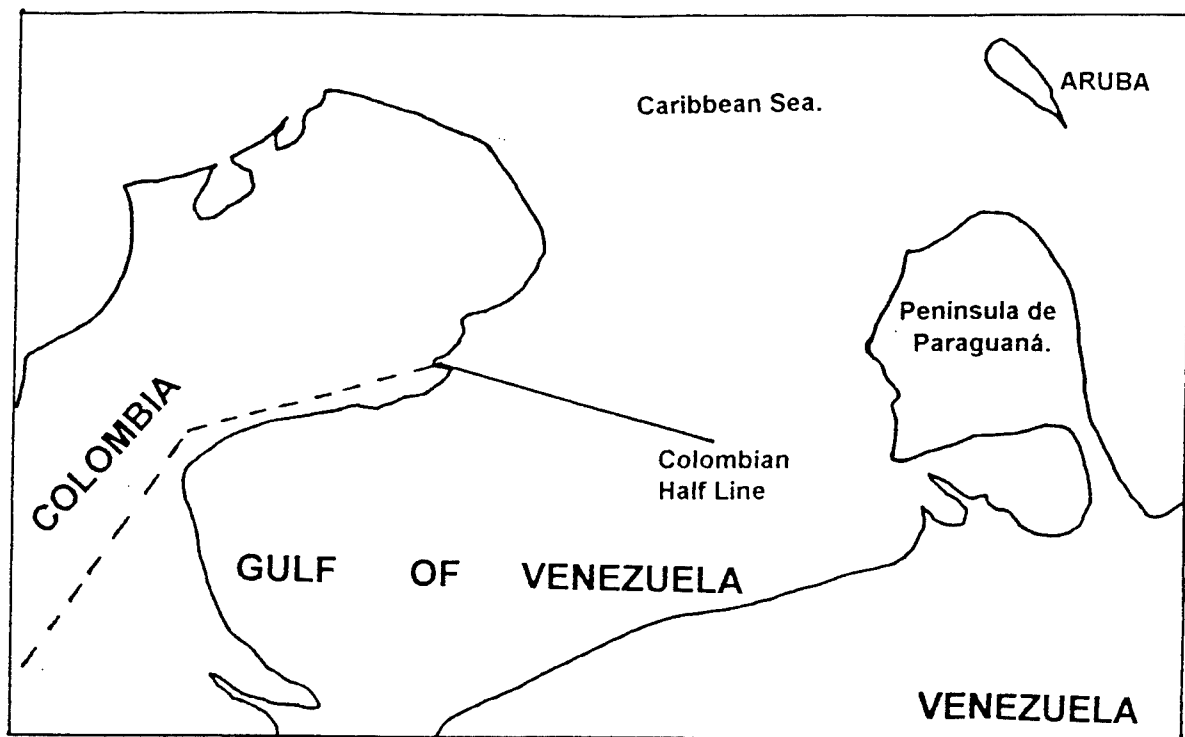 ARUBA
Caribbean Sea.
Peninsula de
Paraguaná.
COLOMBIA
Colombian
Half Line
GULF OF VENEZUELA
VENEZUELA